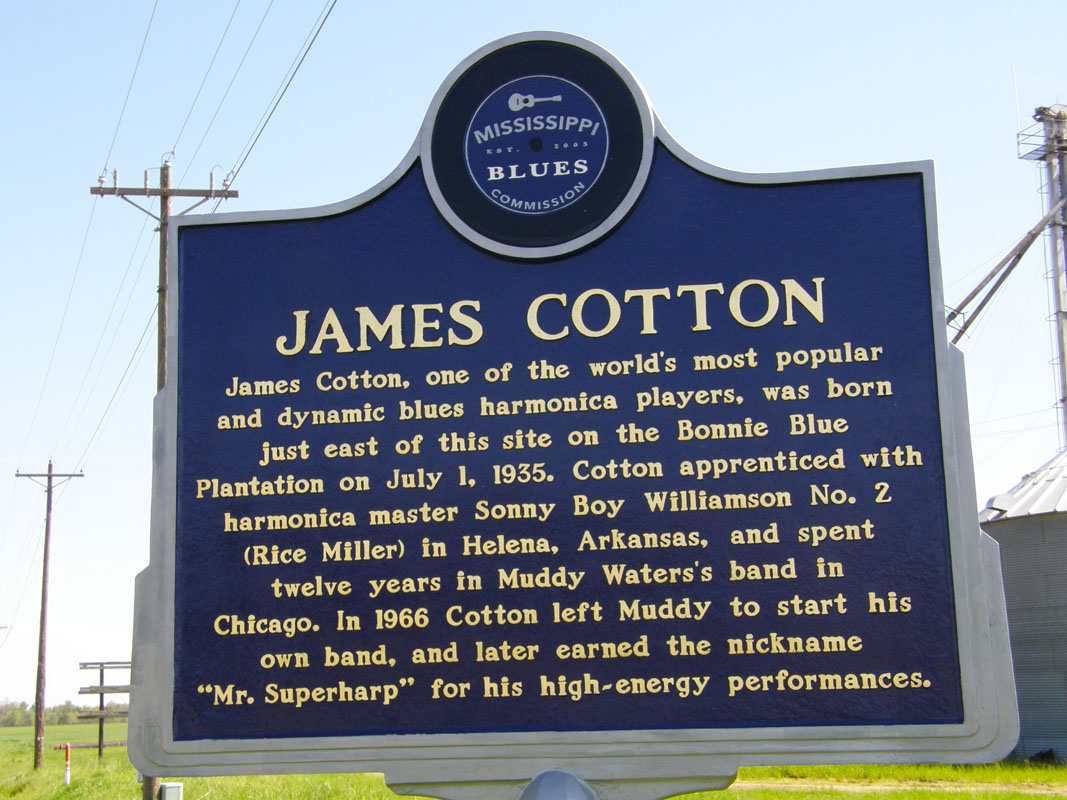 MISSISSIPPI
EST. 2003
BLUES
COMMISSION
JAMES COTTON
James Cotton, one of the world's most popular
and dynamic blues harmonica players, was born
just east of this site on the Bonnie Blue
Plantation on July 1, 1935. Cotton apprenticed with
harmonica master Sonny Boy Williamson No. 2
(Rice Miller) in Helena, Arkansas, and spent
twelve years in Muddy Waters's band in
Chicago. In 1966 Cotton left Muddy to start his
own band, and later earned the nickname
“Mr. Superharp” for his high-energy performances.